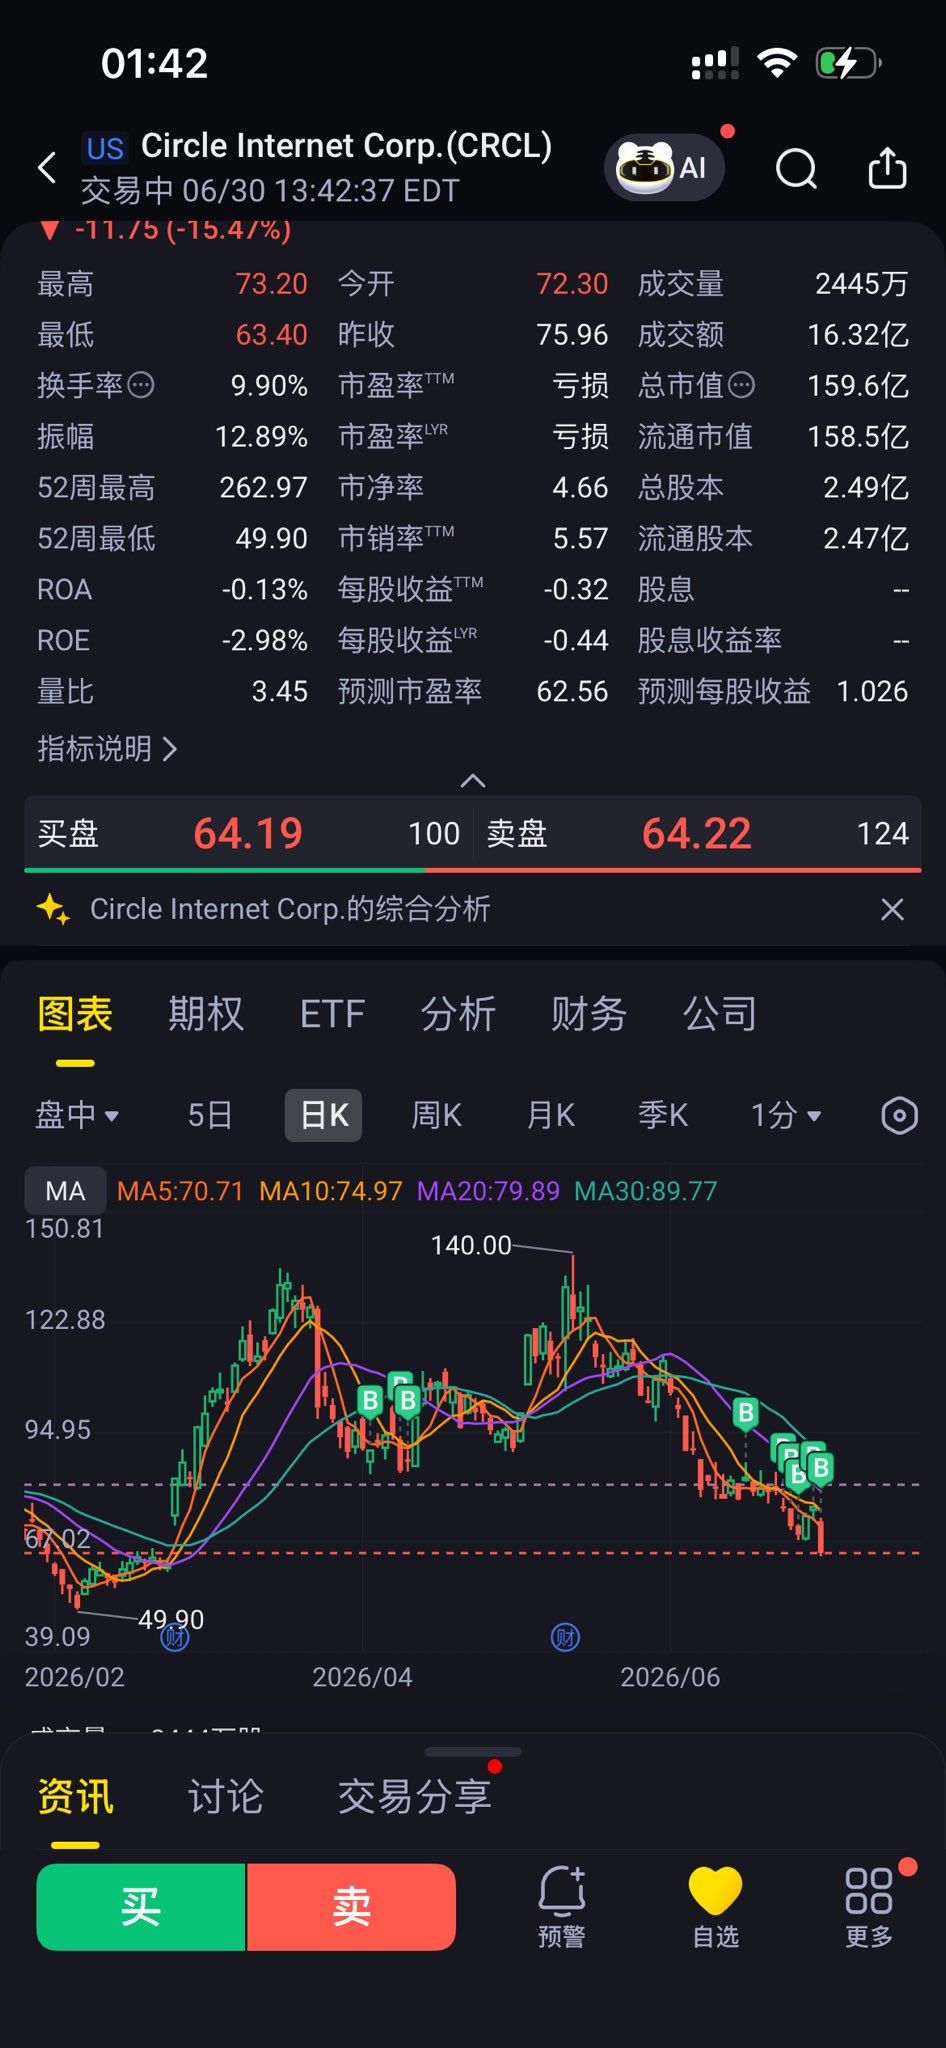 01:42
US Circle Internet Corp.(CRCL)
AI
交易中 06/30 13:42:37 EDT
-11.75 (-15.47%)
最高 73.20 今开 72.30 成交量 2445万
最低 63.40 昨收 75.96 成交额 16.32亿
换手率 9.90% 市盈率TTM 亏损 总市值 159.6亿
振幅 12.89% 市盈率LYR 亏损 流通市值 158.5亿
52周最高 262.97 市净率 4.66 总股本 2.49亿
52周最低 49.90 市销率TTM 5.57 流通股本 2.47亿
ROA -0.13% 每股收益TTM -0.32 股息 --
ROE -2.98% 每股收益LYR -0.44 股息收益率 --
量比 3.45 预测市盈率 62.56 预测每股收益 1.026
指标说明
买盘 64.19 100 卖盘 64.22 124
Circle Internet Corp.的综合分析
图表 期权 ETF 分析 财务 公司
盘中 5日 日K 周K 月K 季K 1分
MA MA5:70.71 MA10:74.97 MA20:79.89 MA30:89.77
150.81
140.00
122.88
B B B B B B B B B
94.95
67.02
49.90
39.09
财 财
2026/02 2026/04 2026/06
资讯 讨论 交易分享
买 卖 预警 自选 更多